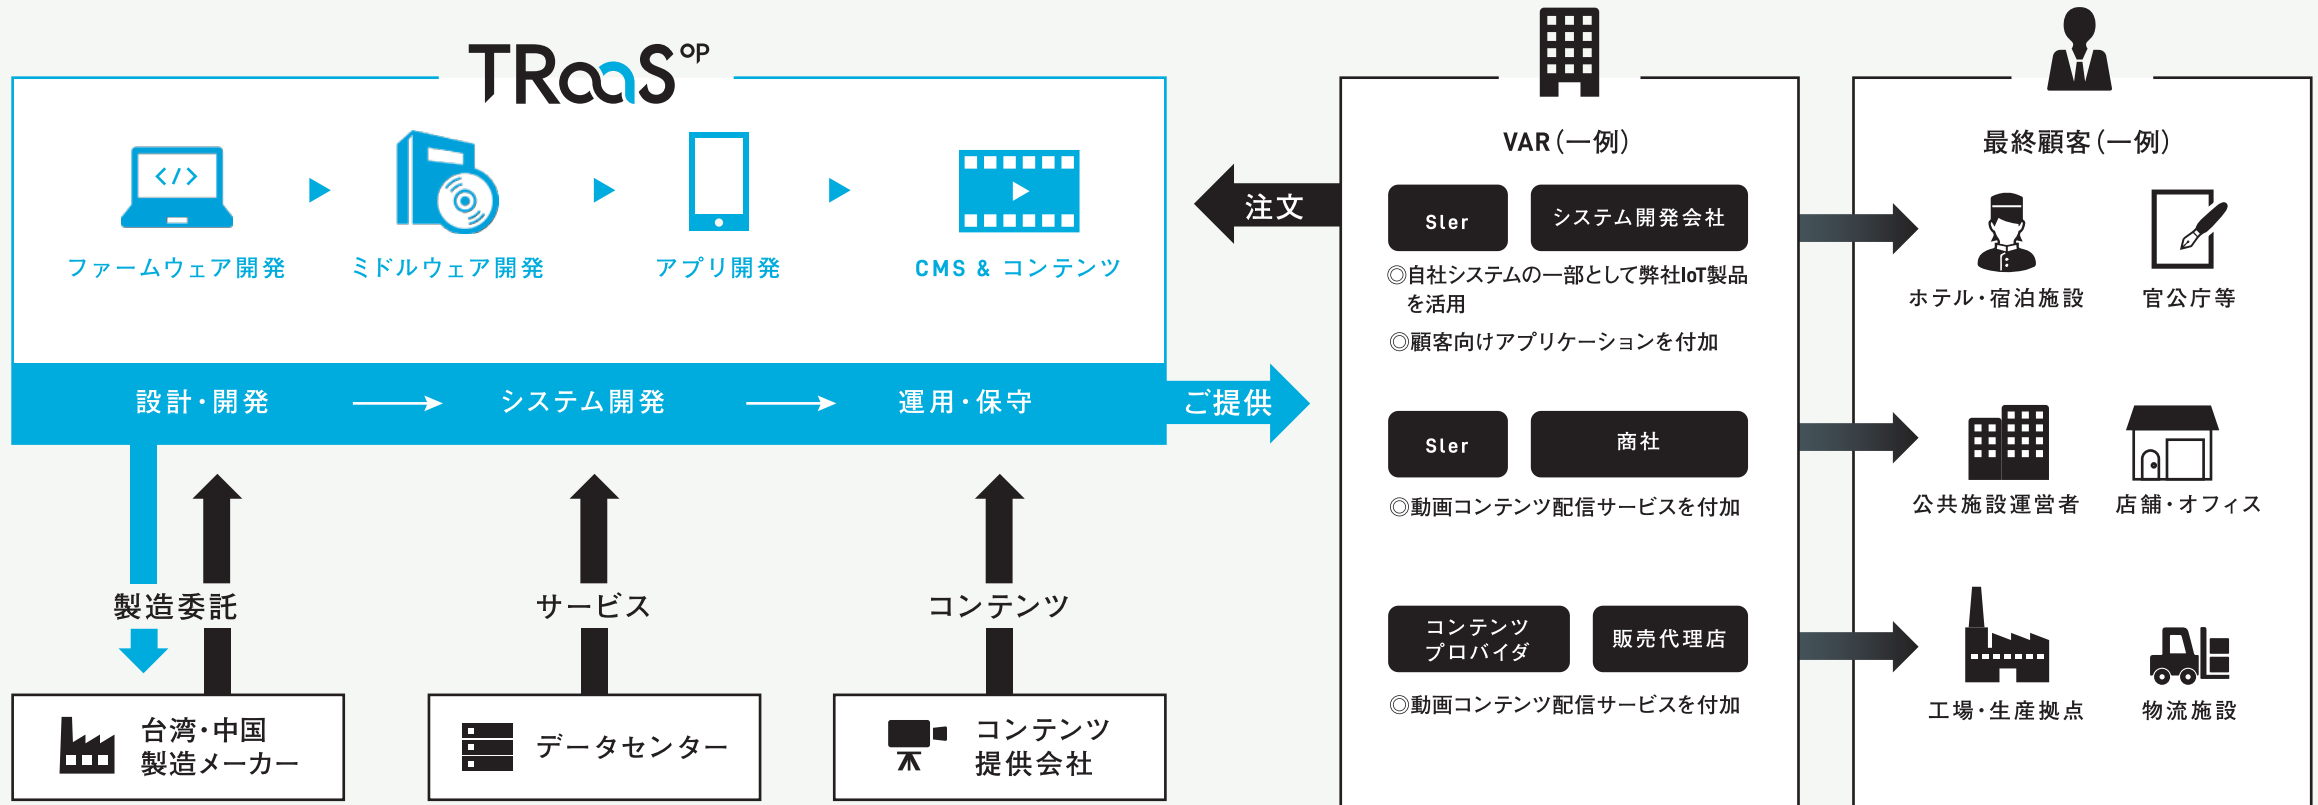 TRaaS OP
ファームウェア開発
ミドルウェア開発
アプリ開発
CMS & コンテンツ
設計・開発
システム開発
運用・保守
注文
ご提供
製造委託
サービス
コンテンツ
台湾・中国
製造メーカー
データセンター
コンテンツ
提供会社
VAR(一例)
SIer
システム開発会社
◎自社システムの一部として弊社IoT製品
を活用
◎顧客向けアプリケーションを付加
SIer
商社
◎動画コンテンツ配信サービスを付加
コンテンツ
プロバイダ
販売代理店
◎動画コンテンツ配信サービスを付加
最終顧客(一例)
ホテル・宿泊施設
官公庁等
公共施設運営者
店舗・オフィス
工場・生産拠点
物流施設